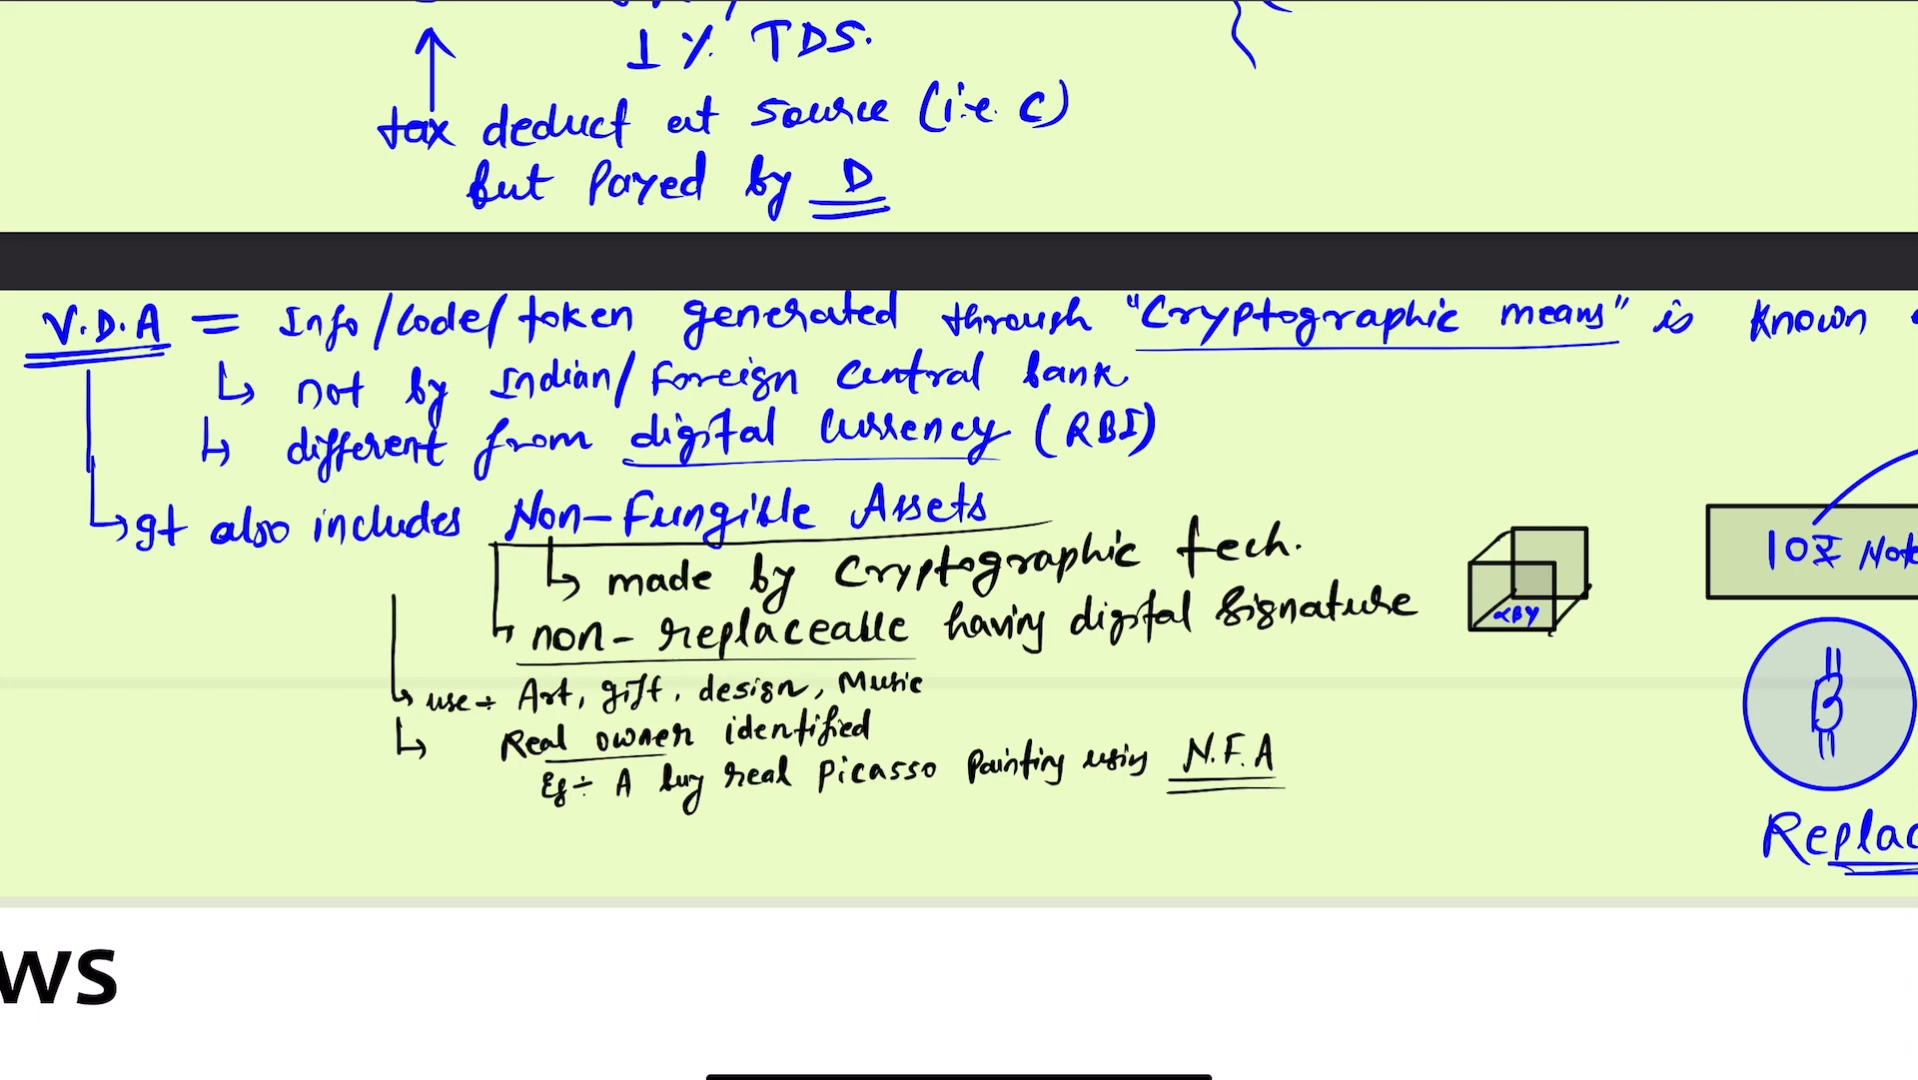 1 % TDS.
tax deduct at source (i.e. C)
but Payed by D
V.D.A = Info/Code/token generated through "Cryptographic means" is known
not by Indian/Foreign Central bank
different from digital Currency (RBI)
It also includes Non-Fungible Assets
made by Cryptographic tech.
non-replaceable having digital Signature
αβγ
10₹ Note
use÷ Art, gift, design, Music
Real owner identified
Eg÷ A buy real Picasso Painting using N.F.A
B
Replac
ws